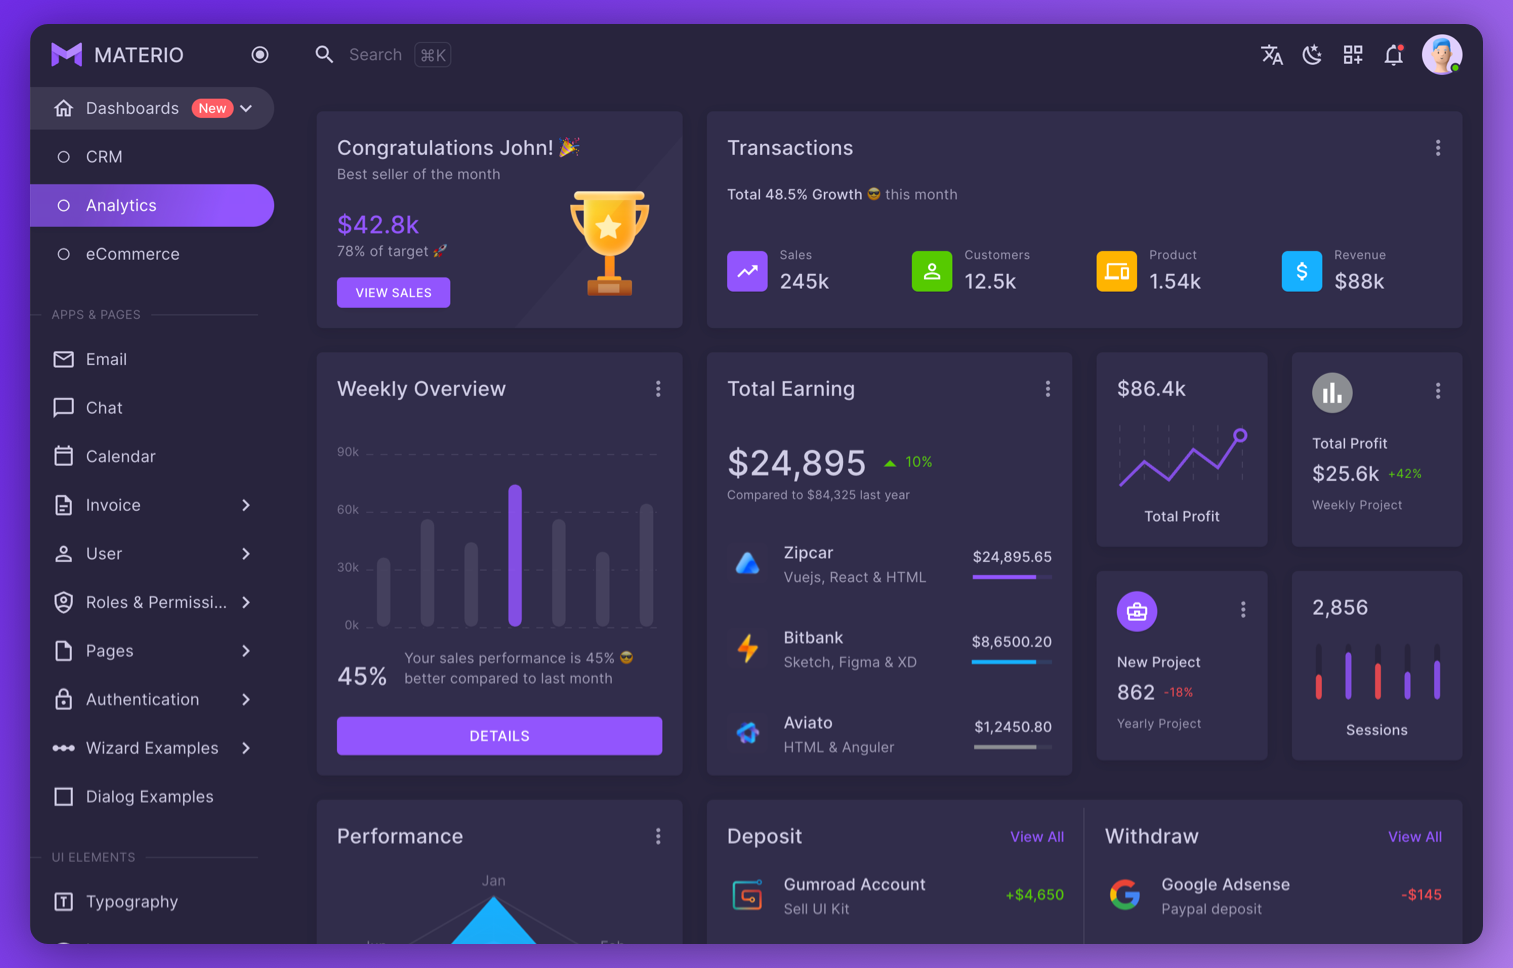 MATERIO
Search ⌘K
Dashboards New
CRM
Analytics
eCommerce
APPS & PAGES
Email
Chat
Calendar
Invoice
User
Roles & Permissi...
Pages
Authentication
Wizard Examples
Dialog Examples
UI ELEMENTS
Typography
Congratulations John! 🎉
Best seller of the month
$42.8k
78% of target 🚀
VIEW SALES
Transactions
Total 48.5% Growth 😎 this month
Sales
245k
Customers
12.5k
Product
1.54k
Revenue
$88k
Weekly Overview
90k
60k
30k
0k
45%
Your sales performance is 45% 😎
better compared to last month
DETAILS
Total Earning
$24,895 10%
Compared to $84,325 last year
Zipcar
Vuejs, React & HTML
$24,895.65
Bitbank
Sketch, Figma & XD
$8,6500.20
Aviato
HTML & Anguler
$1,2450.80
$86.4k
Total Profit
Total Profit
$25.6k +42%
Weekly Project
New Project
862 -18%
Yearly Project
2,856
Sessions
Performance
Jan
Deposit View All
Gumroad Account
Sell UI Kit
+$4,650
Withdraw View All
Google Adsense
Paypal deposit
-$145